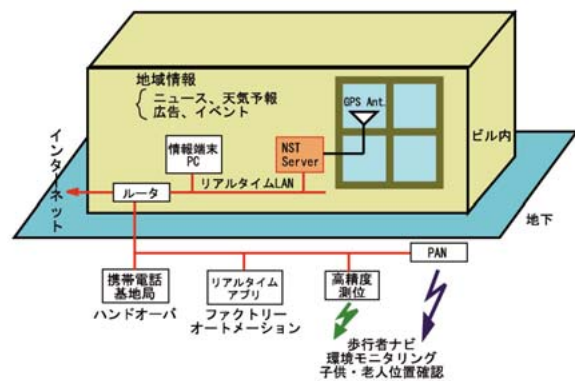 地域情報
ニュース、天気予報
広告、イベント
GPS Ant.
ビル内
情報端末
PC
NST
Server
インターネット
ルータ
リアルタイムLAN
地下
PAN
携帯電話
基地局
リアルタイム
アプリ
高精度
測位
ハンドオーバ
ファクトリー
オートメーション
歩行者ナビ
環境モニタリング
子供・老人位置確認